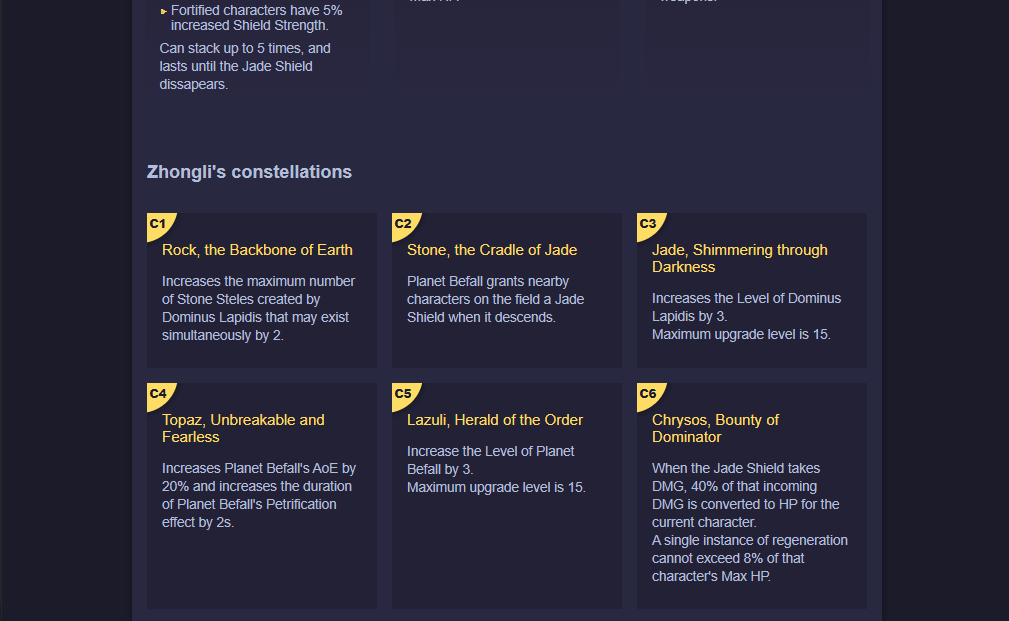 Fortified characters have 5%
increased Shield Strength.
Can stack up to 5 times, and
lasts until the Jade Shield
dissapears.
Zhongli's constellations
C1
Rock, the Backbone of Earth
Increases the maximum number
of Stone Steles created by
Dominus Lapidis that may exist
simultaneously by 2.
C2
Stone, the Cradle of Jade
Planet Befall grants nearby
characters on the field a Jade
Shield when it descends.
C3
Jade, Shimmering through
Darkness
Increases the Level of Dominus
Lapidis by 3.
Maximum upgrade level is 15.
C4
Topaz, Unbreakable and
Fearless
Increases Planet Befall's AoE by
20% and increases the duration
of Planet Befall's Petrification
effect by 2s.
C5
Lazuli, Herald of the Order
Increase the Level of Planet
Befall by 3.
Maximum upgrade level is 15.
C6
Chrysos, Bounty of
Dominator
When the Jade Shield takes
DMG, 40% of that incoming
DMG is converted to HP for the
current character.
A single instance of regeneration
cannot exceed 8% of that
character's Max HP.